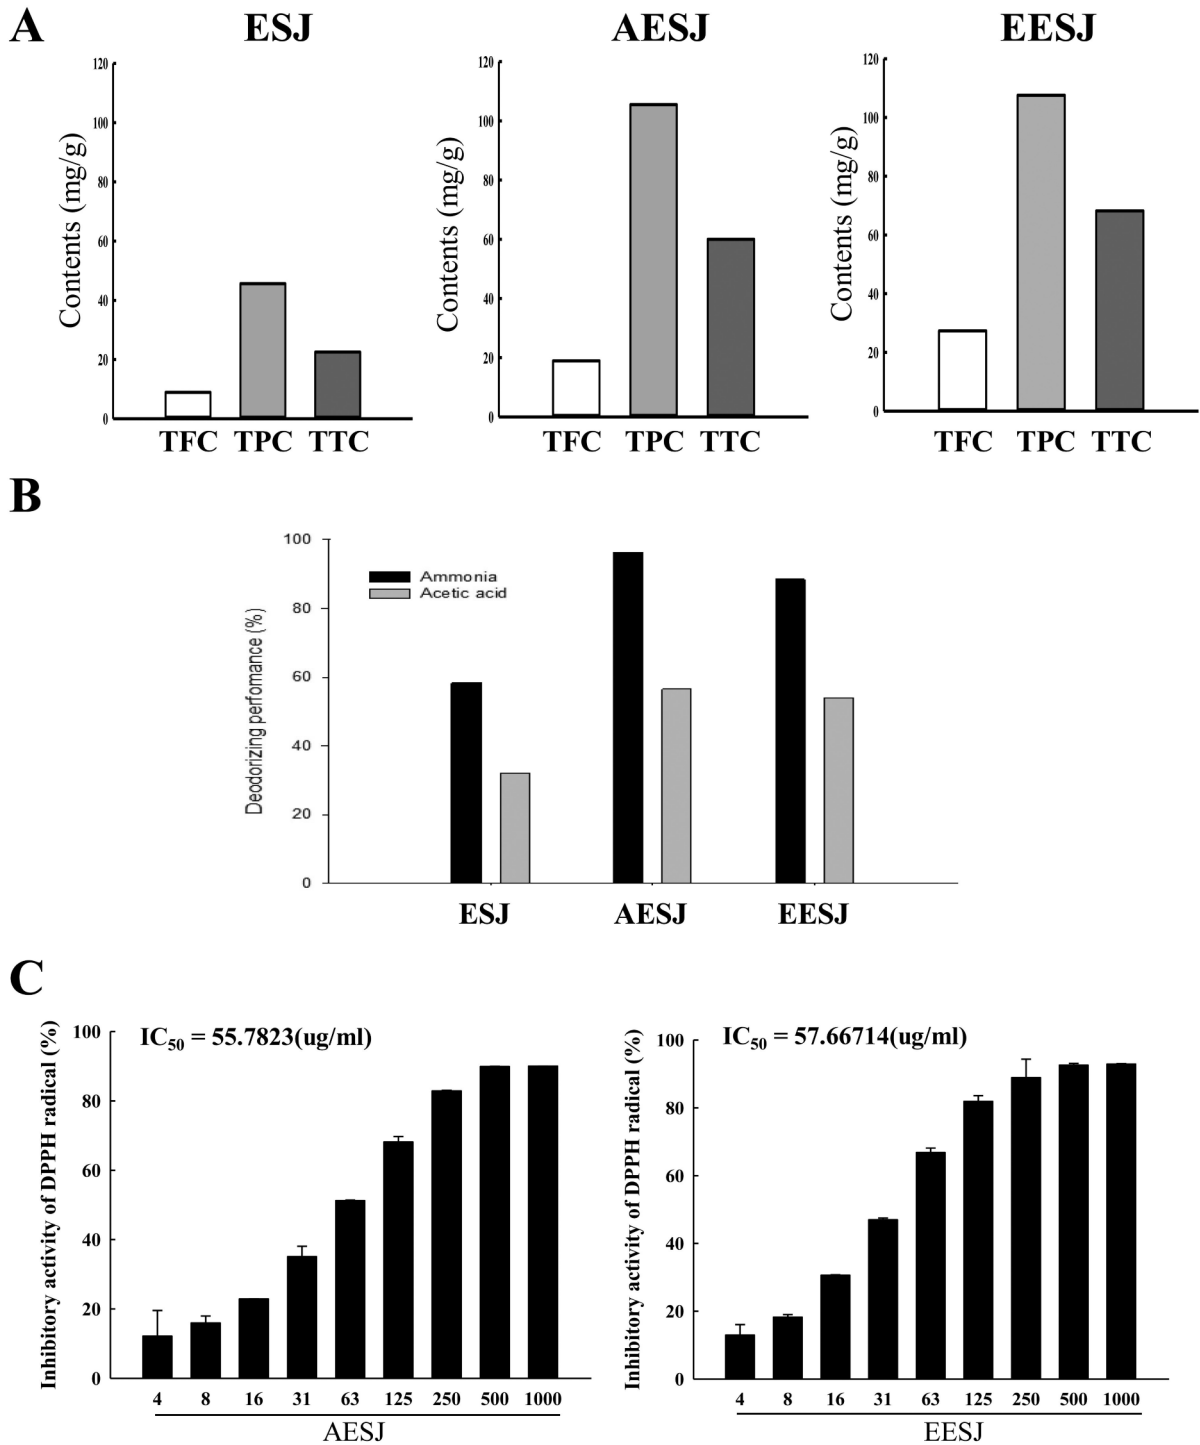 A
ESJ
AESJ
EESJ
Contents (mg/g)
120
100
80
60
40
20
0
TFC TPC TTC
Contents (mg/g)
120
100
80
60
40
20
0
TFC TPC TTC
Contents (mg/g)
120
100
80
60
40
20
0
TFC TPC TTC
B
Deodorizing perfomance (%)
100
80
60
40
20
0
Ammonia
Acetic acid
ESJ AESJ EESJ
C
Inhibitory activity of DPPH radical (%)
IC50 = 55.7823(ug/ml)
100
80
60
40
20
0
4 8 16 31 63 125 250 500 1000
AESJ
Inhibitory activity of DPPH radical (%)
IC50 = 57.66714(ug/ml)
100
80
60
40
20
0
4 8 16 31 63 125 250 500 1000
EESJ